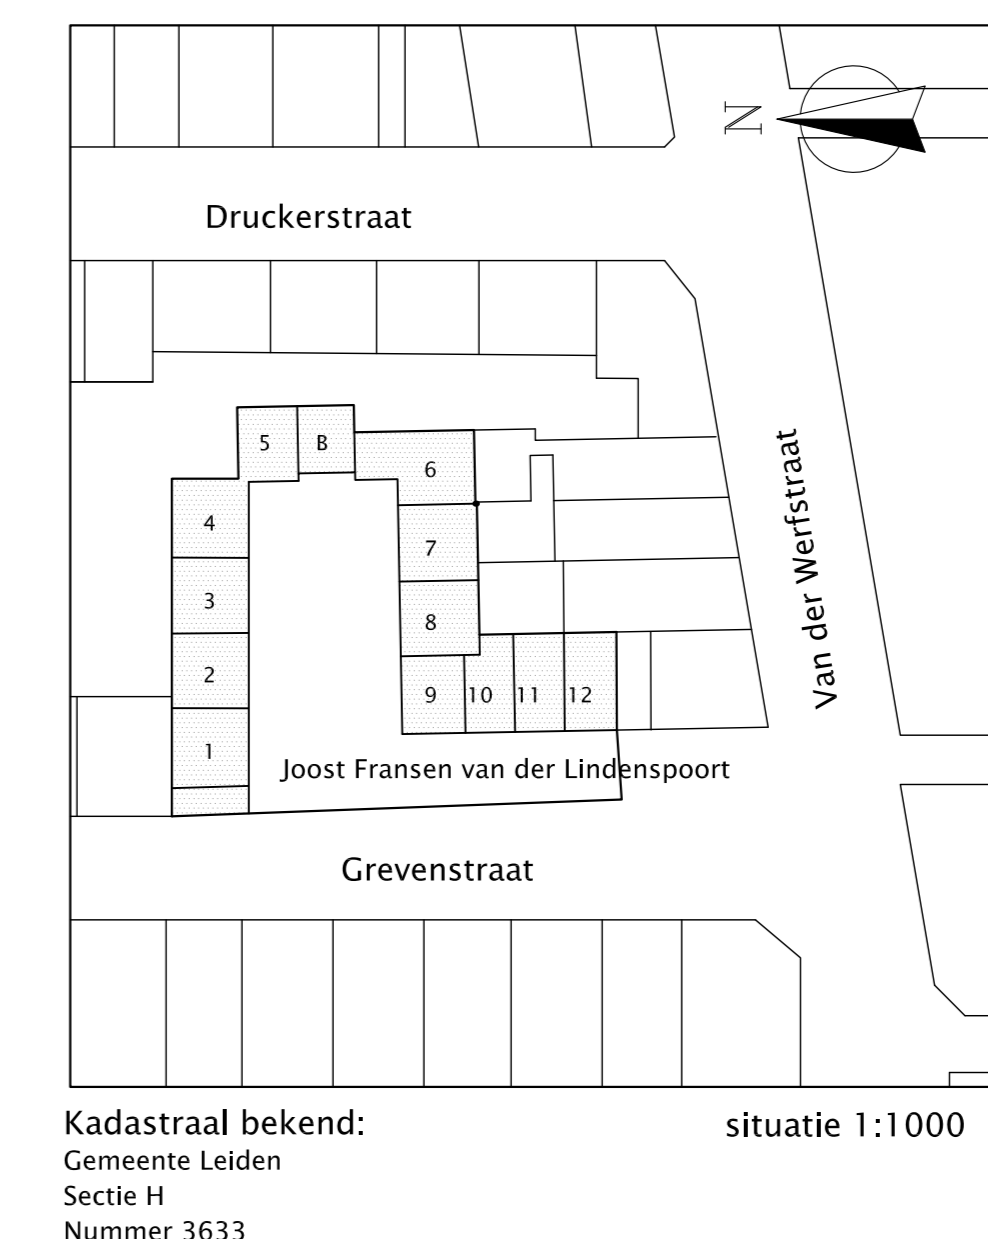 N
Druckerstraat
5
B
6
4
7
3
8
2
9
10
11
12
1
Van der Werfstraat
Joost Fransen van der Lindenspoort
Grevenstraat
Kadastraal bekend:
situatie 1:1000
Gemeente Leiden
Sectie H
Nummer 3633